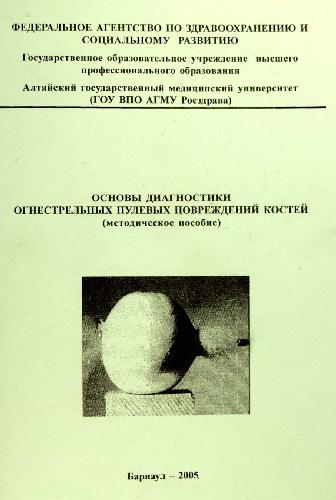 ФЕДЕРАЛЬНОЕ АГЕНТСТВО ПО ЗДРАВООХРАНЕНИЮ И
СОЦИАЛЬНОМУ РАЗВИТИЮ
Государственное образовательное учреждение высшего
профессионального образования
Алтайский государственный медицинский университет
(ГОУ ВПО АГМУ Росздрава)
ОСНОВЫ ДИАГНОСТИКИ
ОГНЕСТРЕЛЬНЫХ ПУЛЕВЫХ ПОВРЕЖДЕНИЙ КОСТЕЙ
(методическое пособие)
Барнаул – 2005